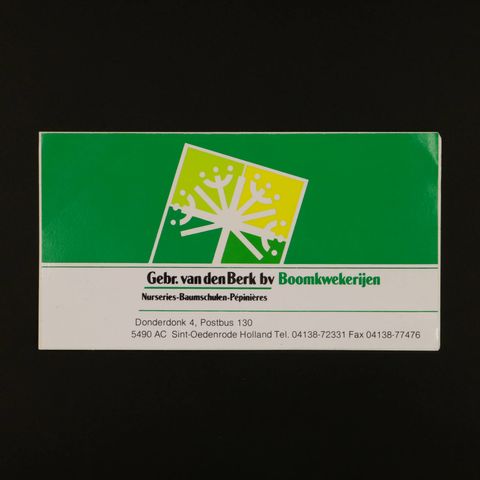 Gebr. van den Berk bv Boomkwekerijen
Nurseries-Baumschulen-Pépinières
Donderdonk 4, Postbus 130
5490 AC Sint-Oedenrode Holland Tel. 04138-72331 Fax 04138-77476